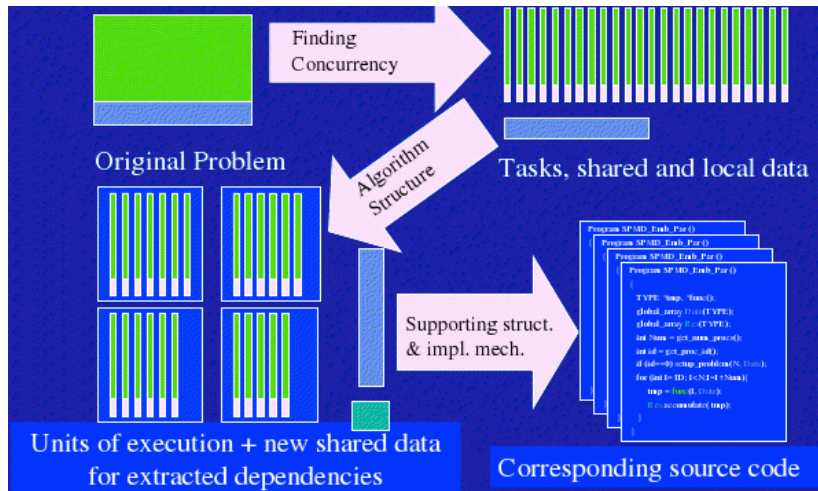 Finding
Concurrency
Original Problem
Tasks, shared and local data
Algorithm
Structure
Supporting struct.
& impl. mech.
Units of execution + new shared data
for extracted dependencies
Program SPMD_Emb_Par ()
Program SPMD_Emb_Par ()
Program SPMD_Emb_Par ()
Program SPMD_Emb_Par ()
{
TYPE *tmp, *func();
global_array Data(TYPE);
global_array Res(TYPE);
int Num = get_num_procs();
int id = get_proc_id();
if (id==0) setup_problem(N, Data);
for (int I= ID; I<N;I=I+Num){
tmp = func(I, Data);
Res.accumulate( tmp);
}
}
Corresponding source code